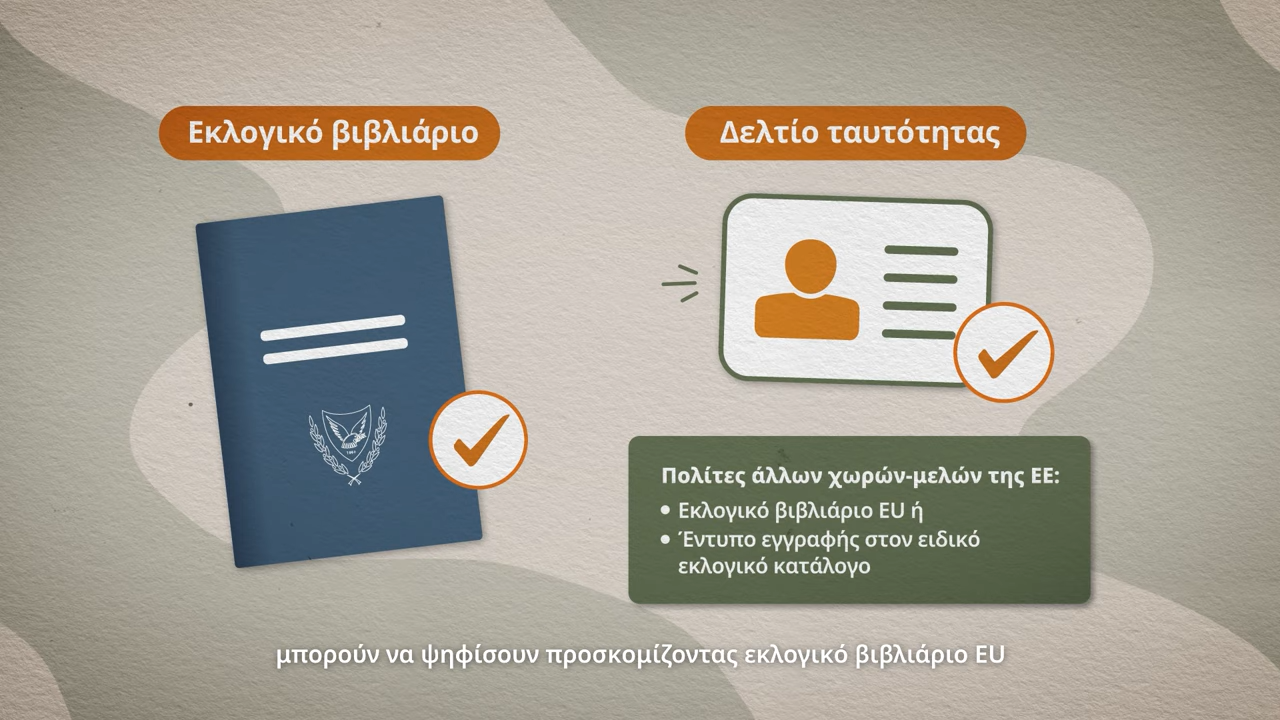 Εκλογικό βιβλιάριο
Δελτίο ταυτότητας
Πολίτες άλλων χωρών-μελών της ΕΕ:
• Εκλογικό βιβλιάριο EU ή
• Έντυπο εγγραφής στον ειδικό
εκλογικό κατάλογο
μπορούν να ψηφίσουν προσκομίζοντας εκλογικό βιβλιάριο EU